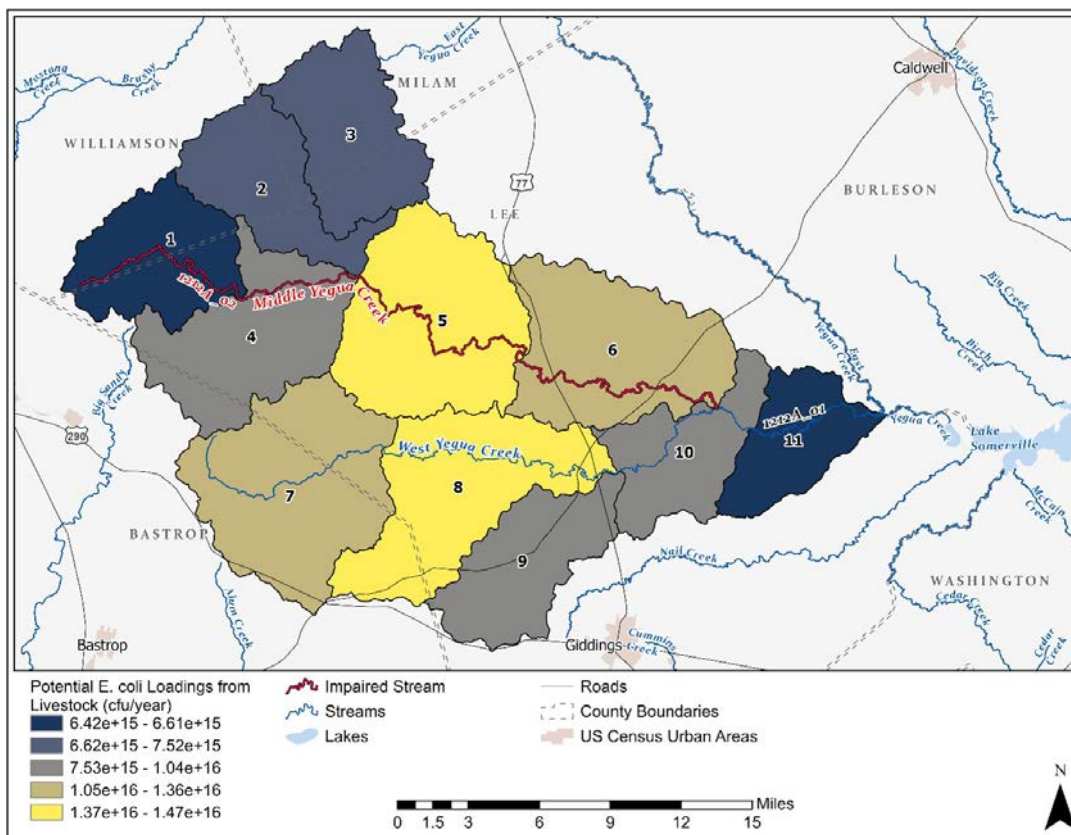 East
Yegua Creek
Mustang
Creek
Brushy
Creek
MILAM
Caldwell
Davidson Creek
WILLIAMSON
3
2
77
BURLESON
LEE
1
1212A_02
Middle Yegua
Creek
5
4
6
Big Creek
Birch
Creek
East
Yegua Creek
Big Sandy
Creek
290
1212A_01
11
Yegua Creek
Lake
Somerville
10
West Yegua Creek
8
7
BASTROP
9
Nail Creek
McCain
Creek
WASHINGTON
Cedar Creek
Alum Creek
Bastrop
Giddings
Cummins
Creek
Cedar
Creek
Potential E. coli Loadings from
Livestock (cfu/year)
6.42e+15 - 6.61e+15
6.62e+15 - 7.52e+15
7.53e+15 - 1.04e+16
1.05e+16 - 1.36e+16
1.37e+16 - 1.47e+16
Impaired Stream
Streams
Lakes
Roads
County Boundaries
US Census Urban Areas
Miles
0 1.5 3 6 9 12 15
N